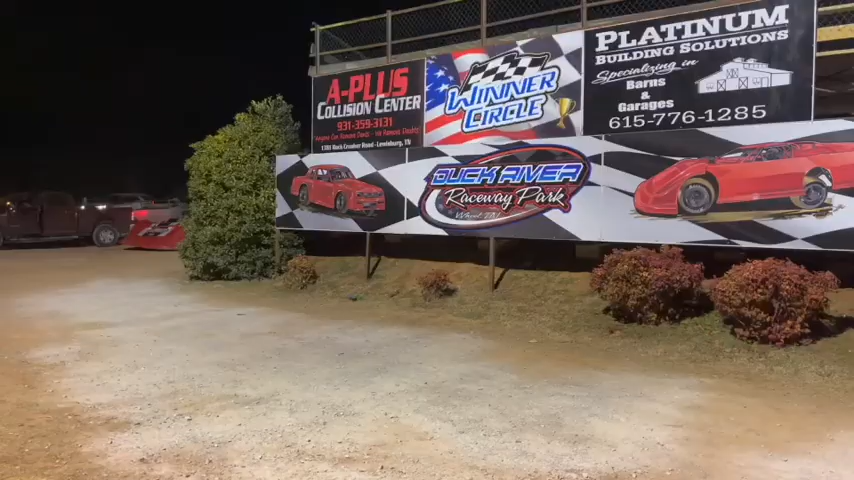 A-PLUS
COLLISION CENTER
931-359-3131
WINNER
CIRCLE
PLATINUM
BUILDING SOLUTIONS
Specializing in
Barns
&
Garages
615-776-1285
DUCK RIVER
Raceway Park